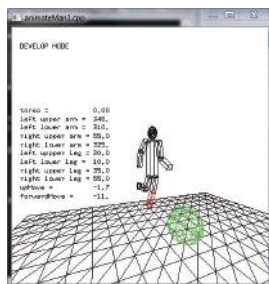 animateMan1.cpp
DEVELOP MODE
torso = 0.00
left upper arm = 345.
left lower arm = 310.
right upper arm = 55.0
right lower arm = 325.
left upper leg = 20.0
left lower leg = 10.0
right upper leg = 35.0
right lower leg = 55.0
upMove = -1.7
forwardMove = -11.